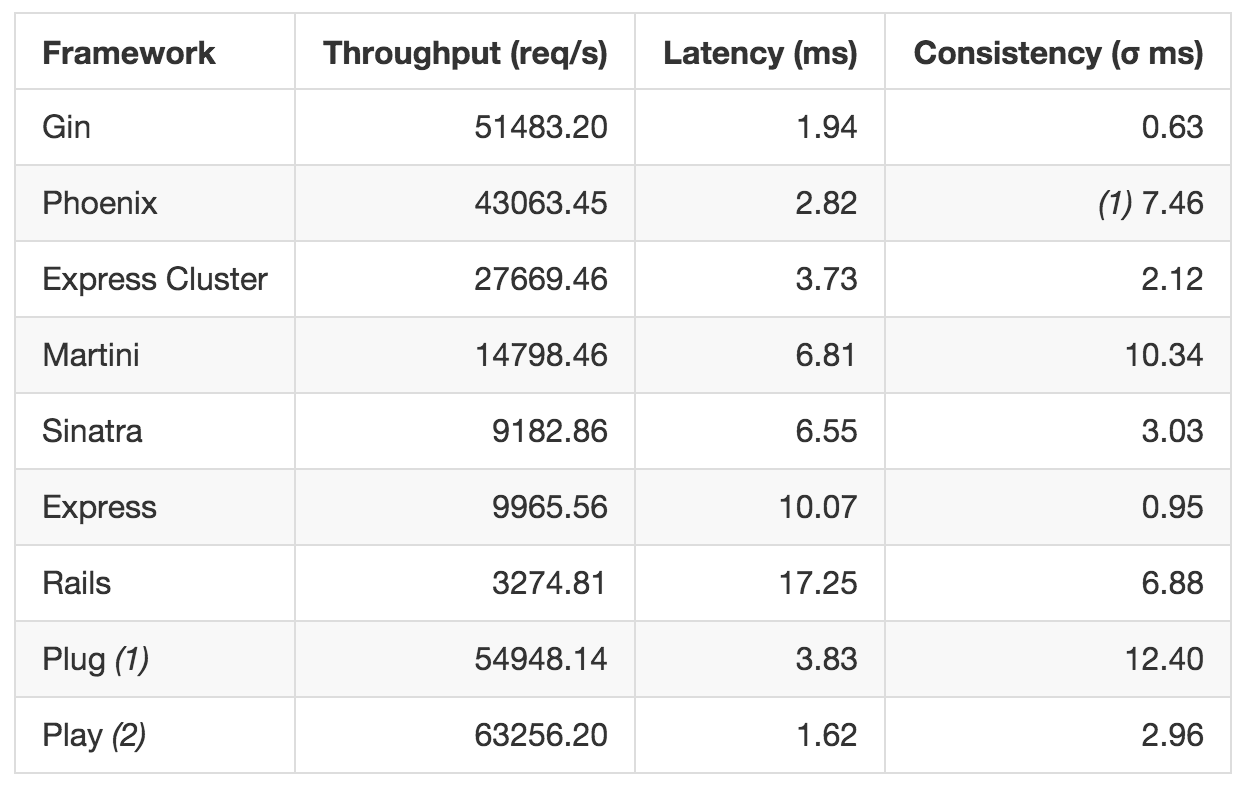 Framework Throughput (req/s) Latency (ms) Consistency (σ ms)
Gin 51483.20 1.94 0.63
Phoenix 43063.45 2.82 (1) 7.46
Express Cluster 27669.46 3.73 2.12
Martini 14798.46 6.81 10.34
Sinatra 9182.86 6.55 3.03
Express 9965.56 10.07 0.95
Rails 3274.81 17.25 6.88
Plug (1) 54948.14 3.83 12.40
Play (2) 63256.20 1.62 2.96